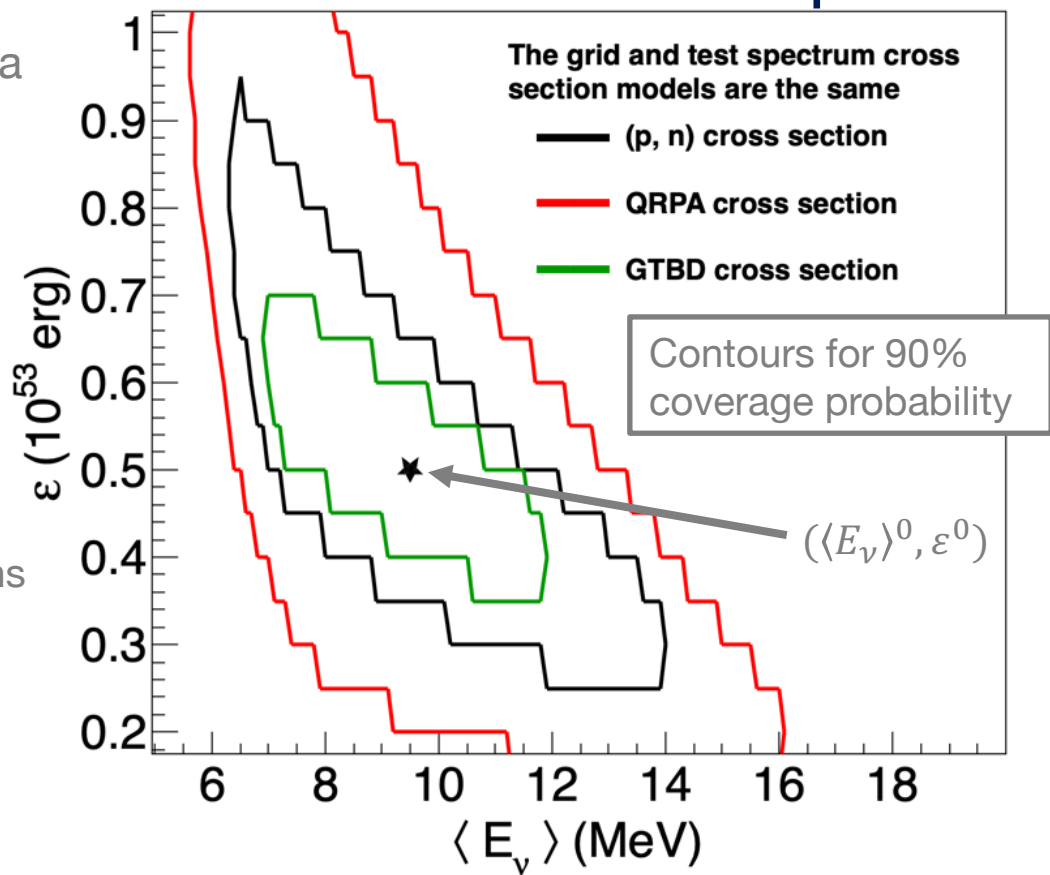 a
ns
The grid and test spectrum cross
section models are the same
(p, n) cross section
QRPA cross section
GTBD cross section
Contours for 90%
coverage probability
(⟨E_ν⟩⁰, ε⁰)
ε (10⁵³ erg)
1
0.9
0.8
0.7
0.6
0.5
0.4
0.3
0.2
6 8 10 12 14 16 18
⟨ E_ν ⟩ (MeV)